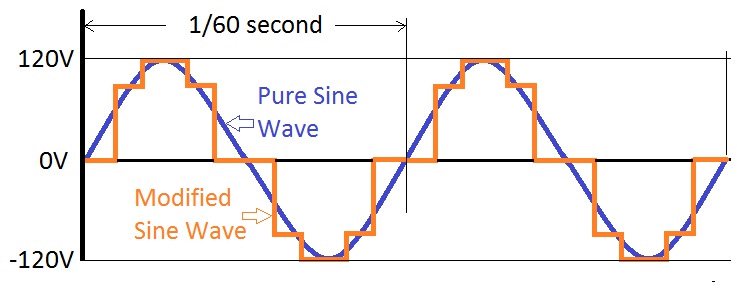 1/60 second
120V
Pure Sine
Wave
0V
Modified
Sine Wave
-120V